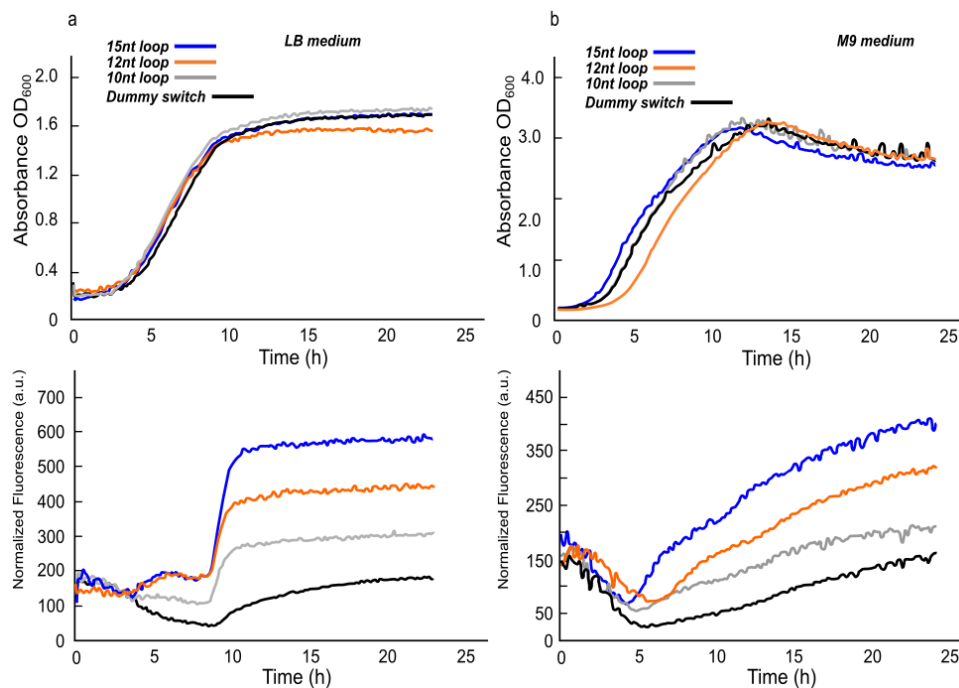 a
LB medium
15nt loop
12nt loop
10nt loop
Dummy switch
Absorbance OD600
2.0
1.6
1.2
0.8
0.4
0 5 10 15 20 25
Time (h)
b
M9 medium
15nt loop
12nt loop
10nt loop
Dummy switch
Absorbance OD600
4.0
3.0
2.0
1.0
0 5 10 15 20 25
Time (h)
Normalized Fluorescence (a.u.)
700
600
500
400
300
200
100
0
0 5 10 15 20 25
Time (h)
Normalized Fluorescence (a.u.)
450
350
250
150
50
0
0 5 10 15 20 25
Time (h)